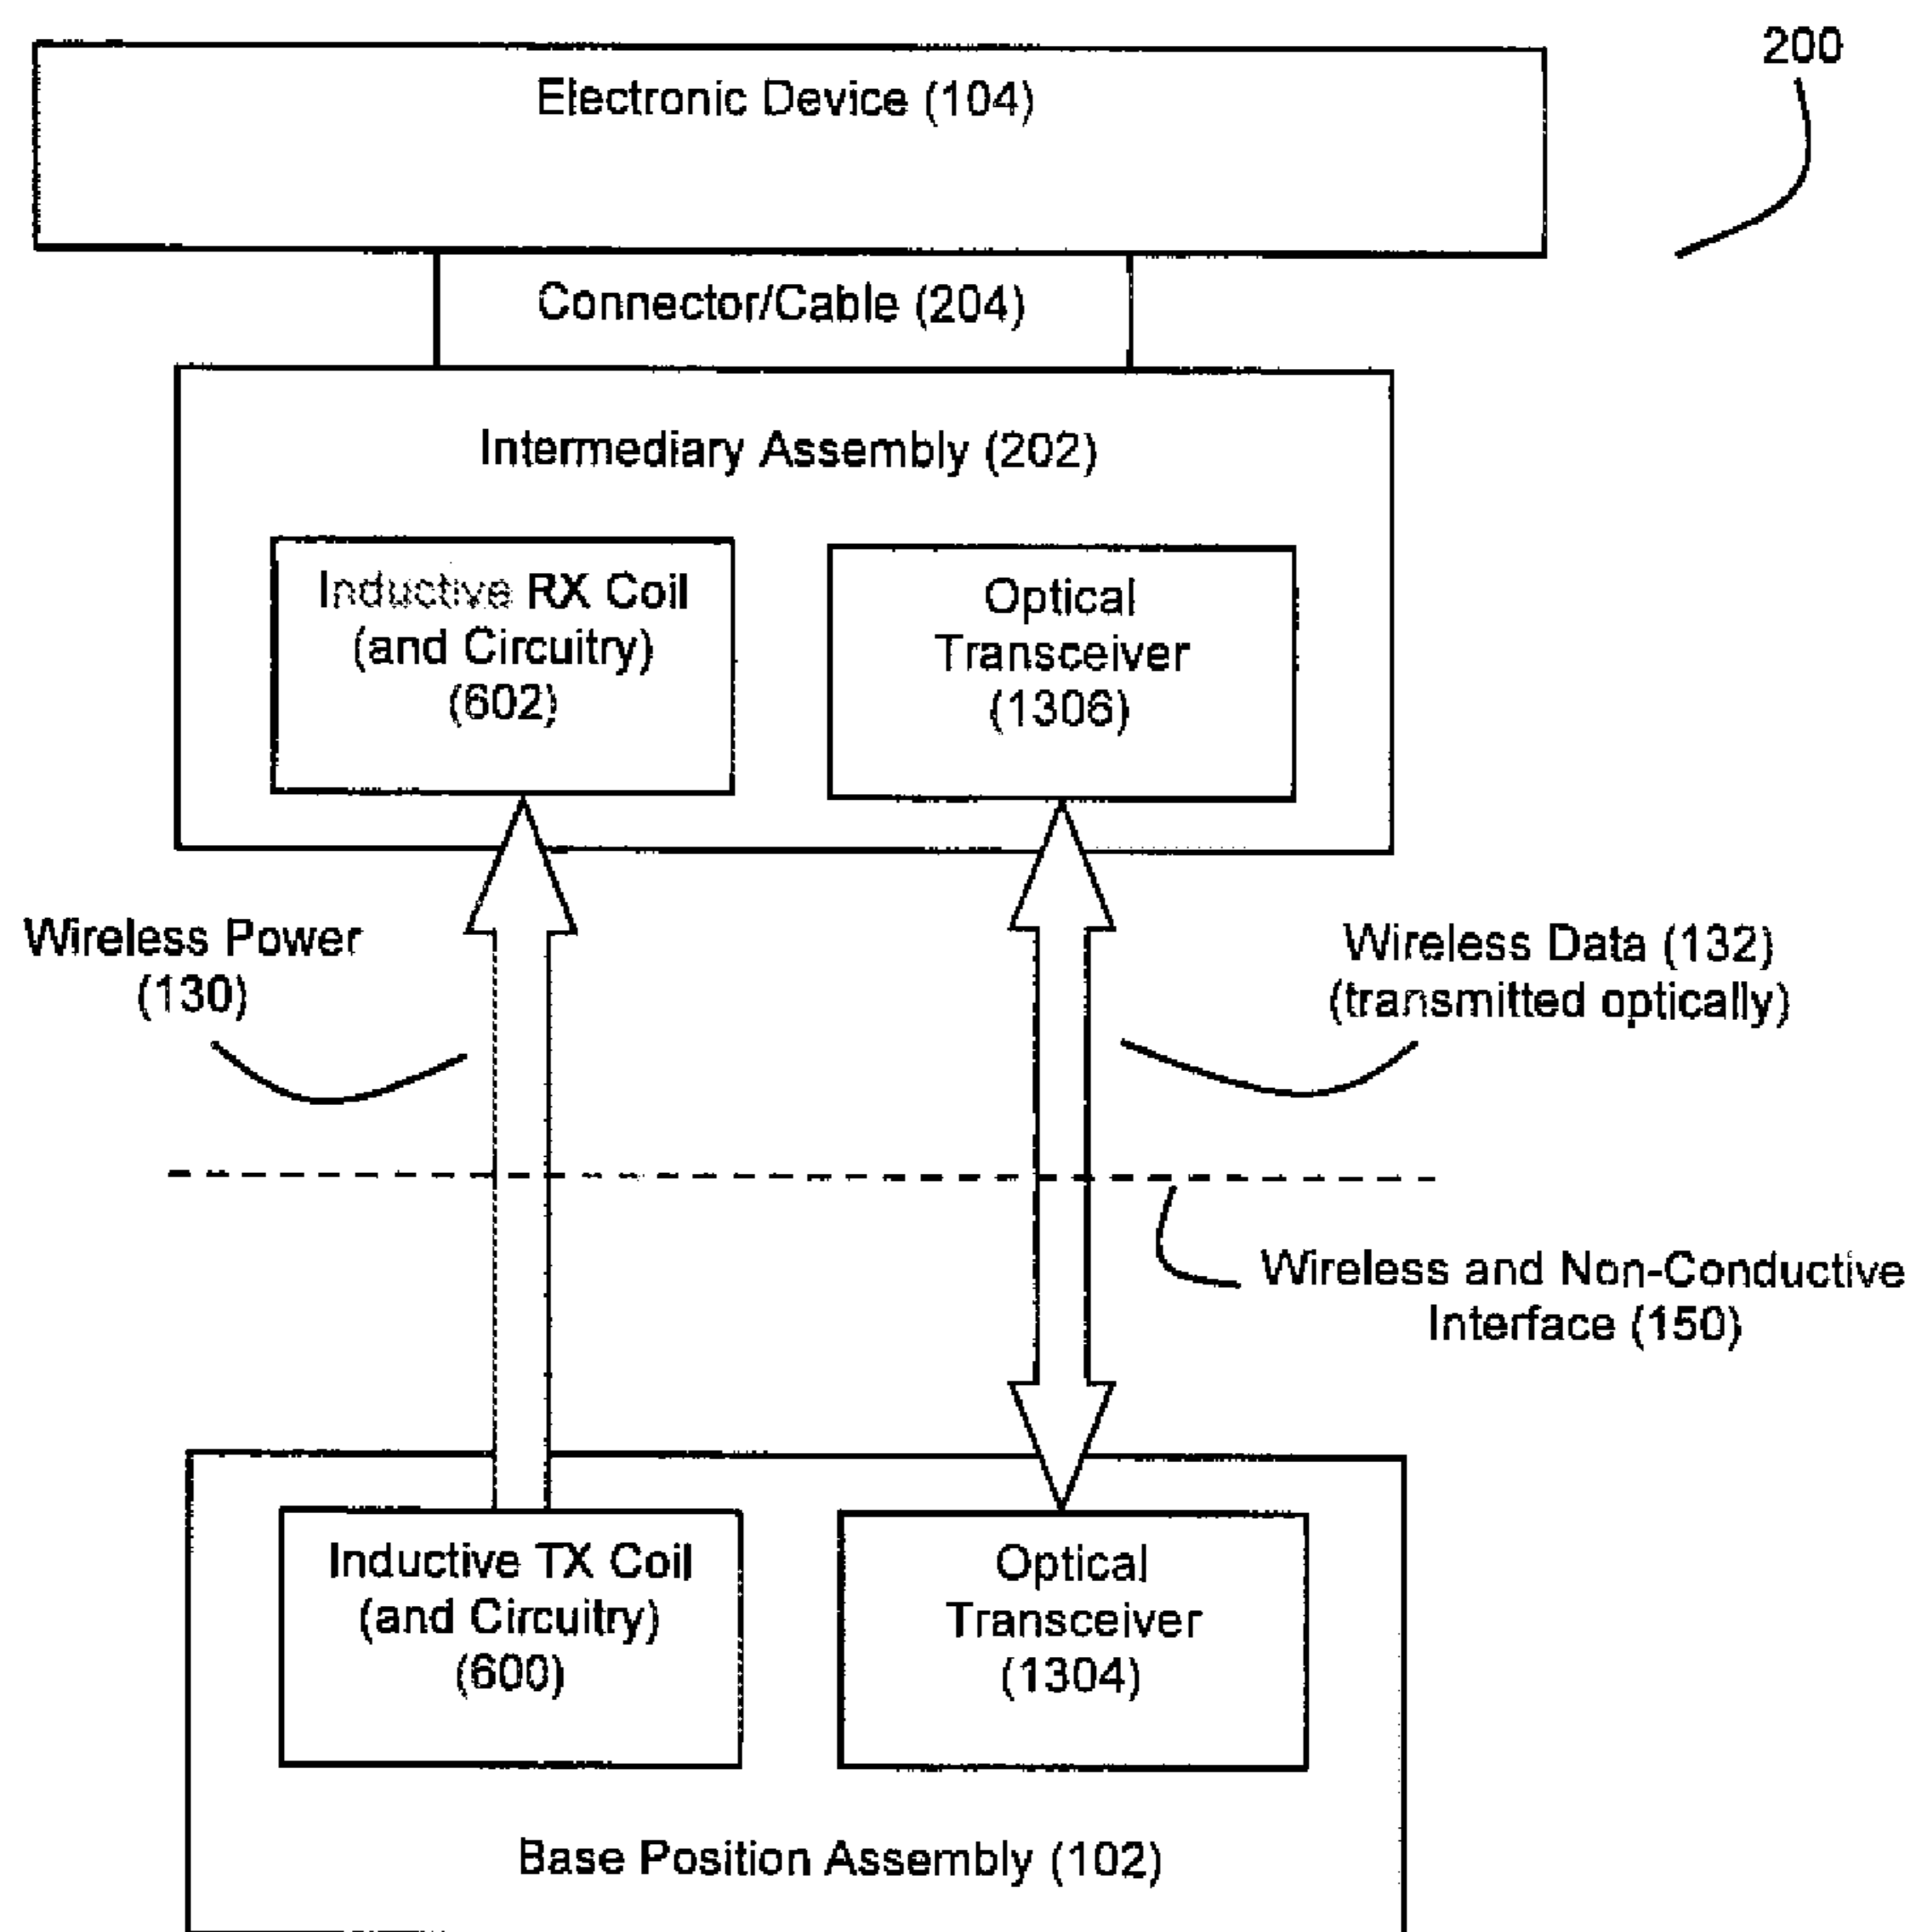 200
Electronic Device (104)
Connector/Cable (204)
Intermediary Assembly (202)
Inductive RX Coil
(and Circuitry)
(602)
Optical
Transceiver
(1306)
Wireless Power
(130)
Wireless Data (132)
(transmitted optically)
Wireless and Non-Conductive
Interface (150)
Inductive TX Coil
(and Circuitry)
(600)
Optical
Transceiver
(1304)
Base Position Assembly (102)